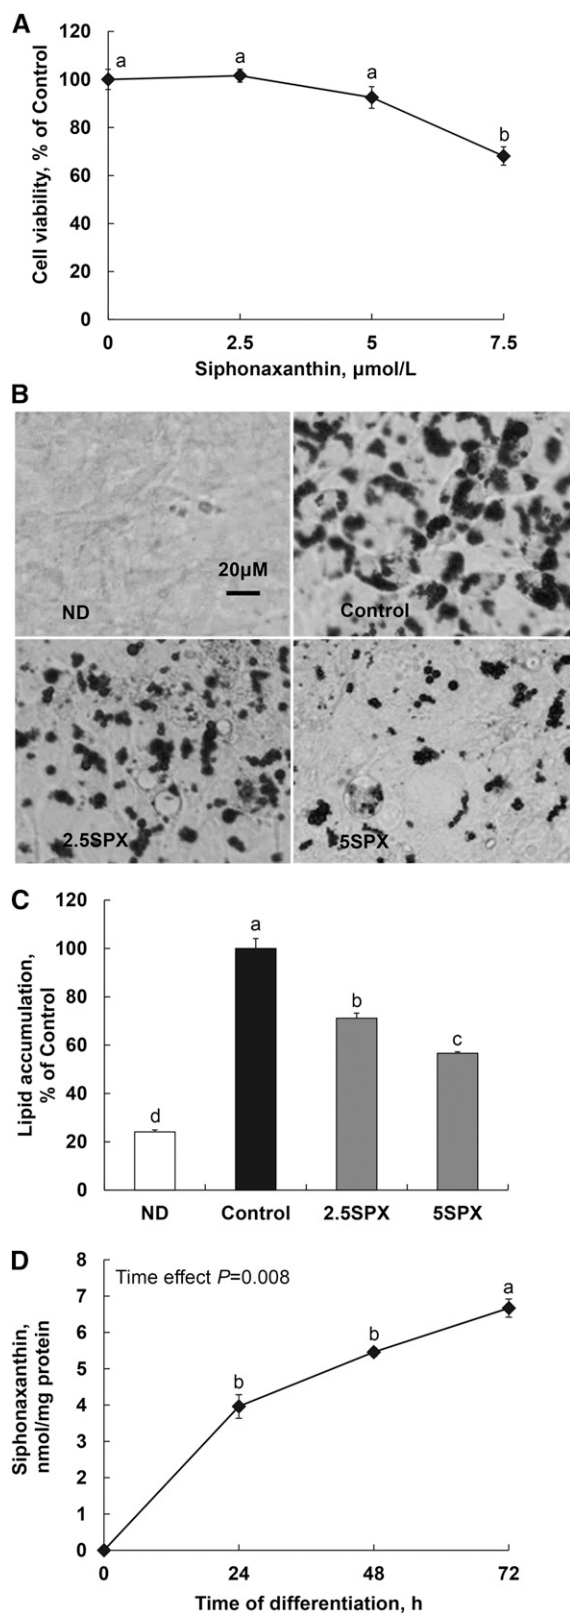 A
120
100
80
60
40
20
0
a
a
a
b
Cell viability, % of Control
0
2.5
5
7.5
Siphonaxanthin, µmol/L
B
20µM
ND
Control
2.5SPX
5SPX
C
120
100
80
60
40
20
0
Lipid accumulation,
% of Control
d
a
b
c
ND
Control
2.5SPX
5SPX
D
8
7
6
5
4
3
2
1
0
Time effect P=0.008
b
b
a
Siphonaxanthin,
nmol/mg protein
0
24
48
72
Time of differentiation, h